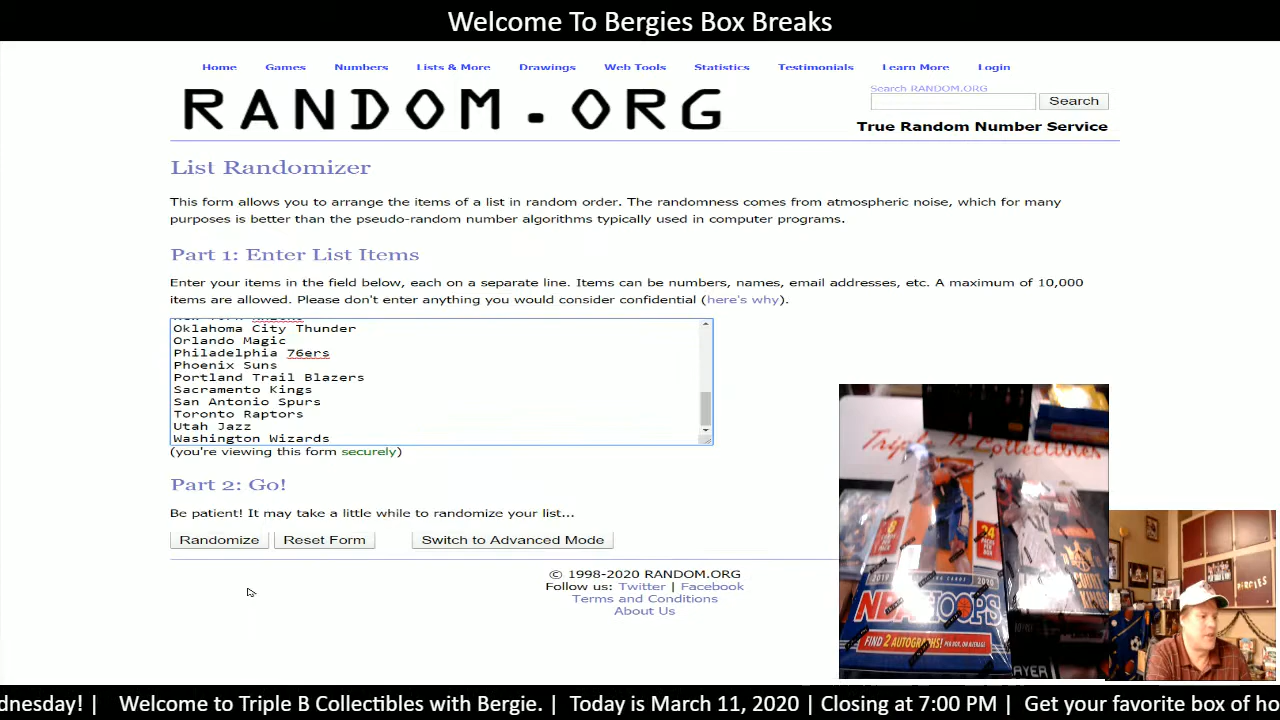 Welcome To Bergies Box Breaks
Home Games Numbers Lists & More Drawings Web Tools Statistics Testimonials Learn More Login
RANDOM.ORG
Search RANDOM.ORG
Search
True Random Number Service
List Randomizer
This form allows you to arrange the items of a list in random order. The randomness comes from atmospheric noise, which for many
purposes is better than the pseudo-random number algorithms typically used in computer programs.
Part 1: Enter List Items
Enter your items in the field below, each on a separate line. Items can be numbers, names, email addresses, etc. A maximum of 10,000
items are allowed. Please don't enter anything you would consider confidential (here's why).
Oklahoma City Thunder
Orlando Magic
Philadelphia 76ers
Phoenix Suns
Portland Trail Blazers
Sacramento Kings
San Antonio Spurs
Toronto Raptors
Utah Jazz
Washington Wizards
(you're viewing this form securely)
Part 2: Go!
Be patient! It may take a little while to randomize your list...
Randomize Reset Form Switch to Advanced Mode
© 1998-2020 RANDOM.ORG
Follow us: Twitter | Facebook
Terms and Conditions
About Us
Triple R Collectibles
24
2019 2020
NBA HOOPS
FIND 2 AUTOGRAPHS!
PIRATES
dnesday! | Welcome to Triple B Collectibles with Bergie. | Today is March 11, 2020 | Closing at 7:00 PM | Get your favorite box of ho